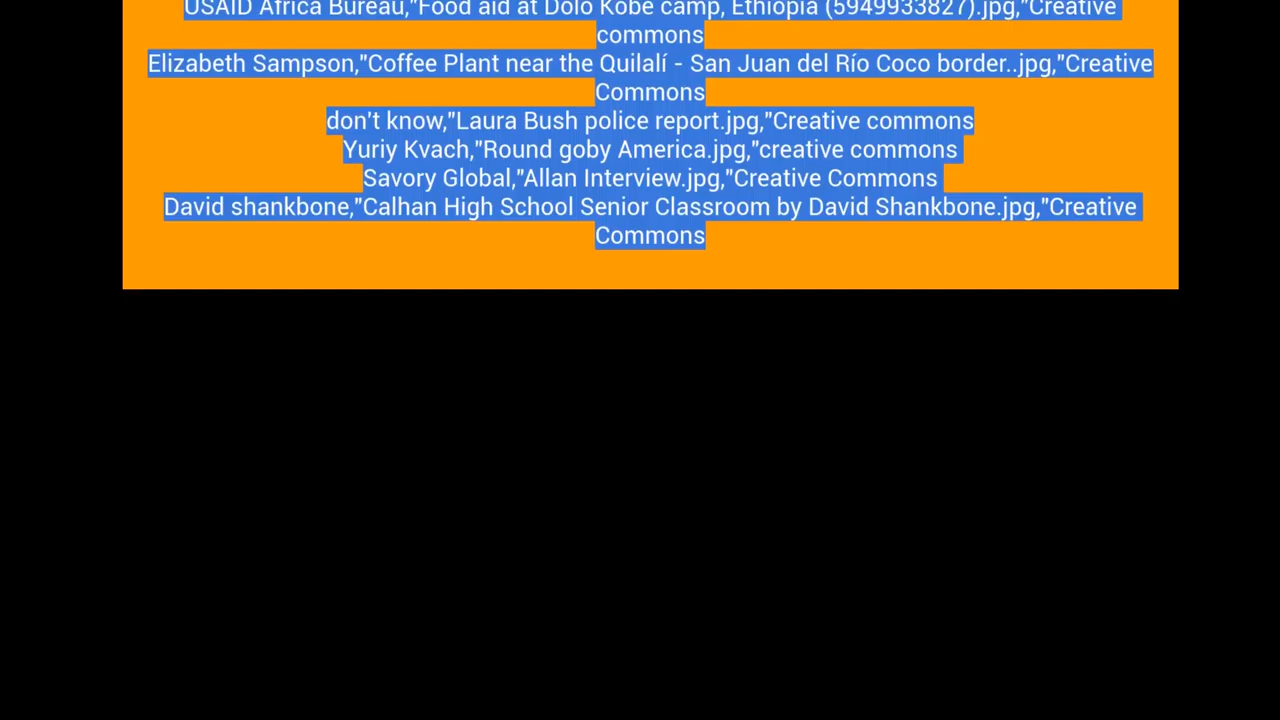 USAID Africa Bureau,"Food aid at Dolo Kobe camp, Ethiopia (5949933827).jpg,"Creative
commons
Elizabeth Sampson,"Coffee Plant near the Quilalí - San Juan del Río Coco border..jpg,"Creative
Commons
don't know,"Laura Bush police report.jpg,"Creative commons
Yuriy Kvach,"Round goby America.jpg,"creative commons
Savory Global,"Allan Interview.jpg,"Creative Commons
David shankbone,"Calhan High School Senior Classroom by David Shankbone.jpg,"Creative
Commons